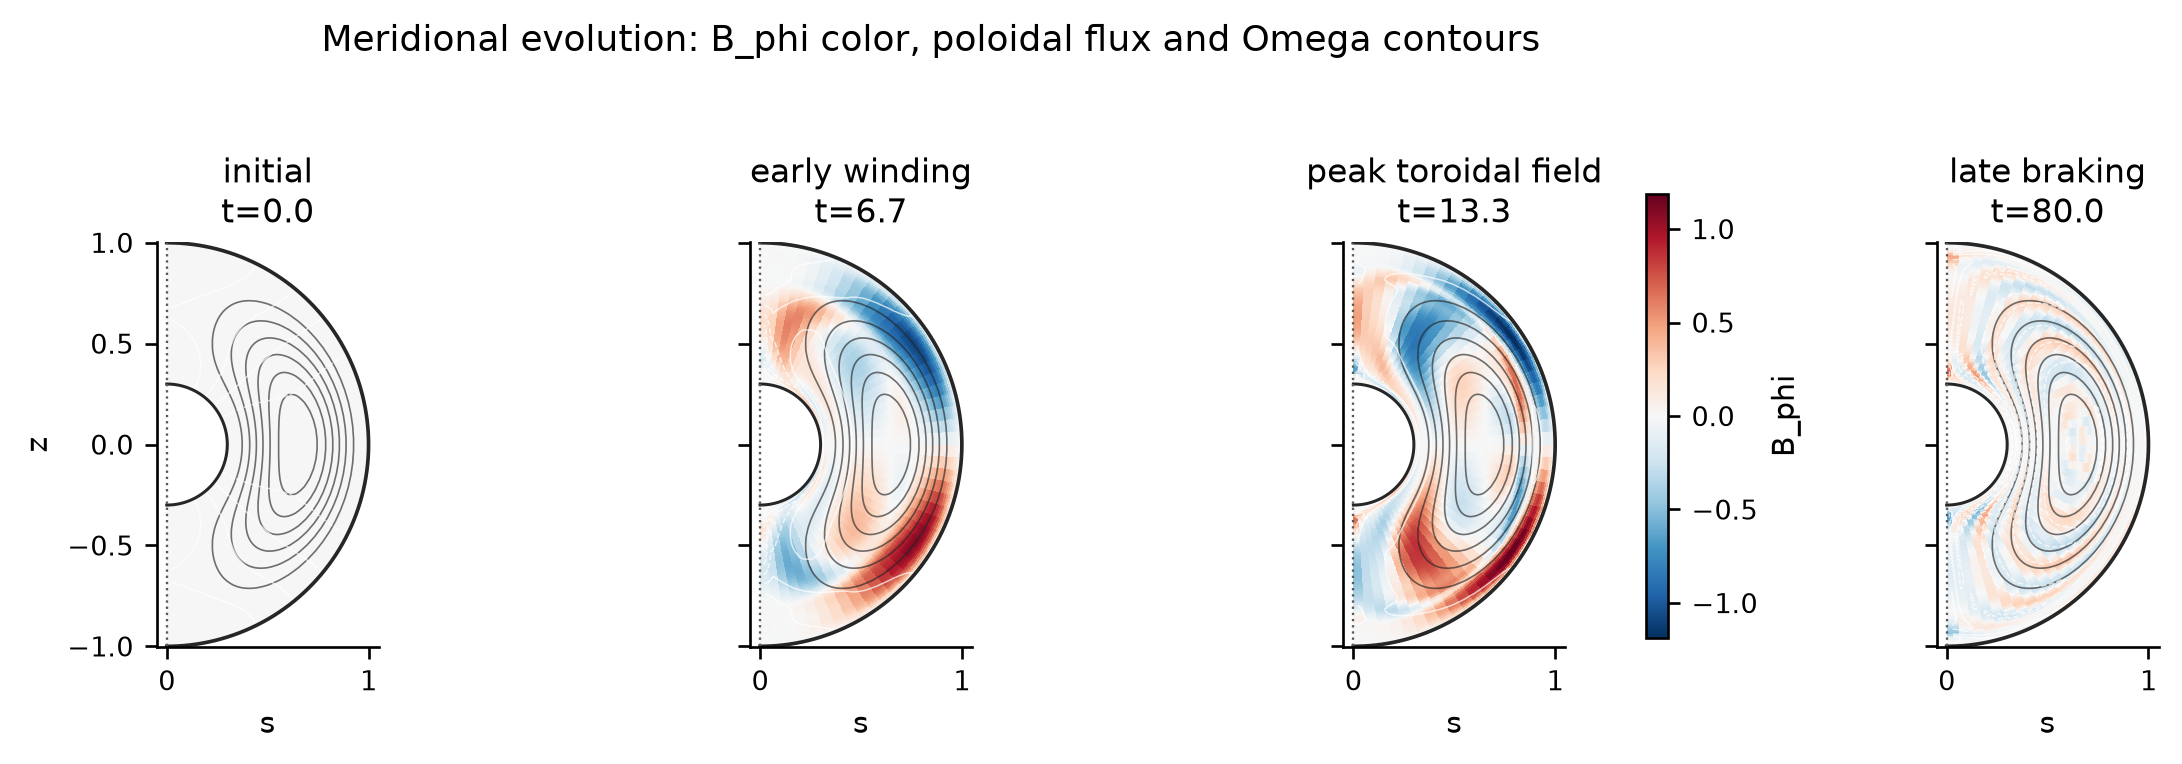 Meridional evolution: B_phi color, poloidal flux and Omega contours
initial
t=0.0
early winding
t=6.7
peak toroidal field
t=13.3
late braking
t=80.0
1.0
0.5
0.0
−0.5
−1.0
z
0 1
s
0 1
s
0 1
s
1.0
0.5
0.0
−0.5
−1.0
B_phi
0 1
s